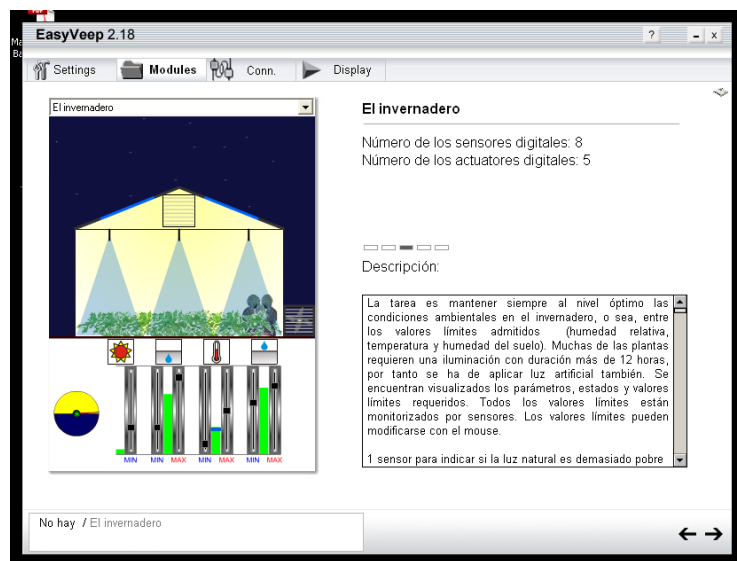 Ma
Ba
EasyVeep 2.18
?
- x
Settings
Modules
Conn.
Display
El invernadero
MIN
MIN
MAX
MIN
MAX
MIN
MAX
El invernadero
Número de los sensores digitales: 8
Número de los actuatores digitales: 5
Descripción:
La tarea es mantener siempre al nivel óptimo las
condiciones ambientales en el invernadero, o sea, entre
los valores límites admitidos (humedad relativa,
temperatura y humedad del suelo). Muchas de las plantas
requieren una iluminación con duración más de 12 horas,
por tanto se ha de aplicar luz artificial también. Se
encuentran visualizados los parámetros, estados y valores
límites requeridos. Todos los valores límites están
monitorizados por sensores. Los valores límites pueden
modificarse con el mouse.
1 sensor para indicar si la luz natural es demasiado pobre
No hay / El invernadero